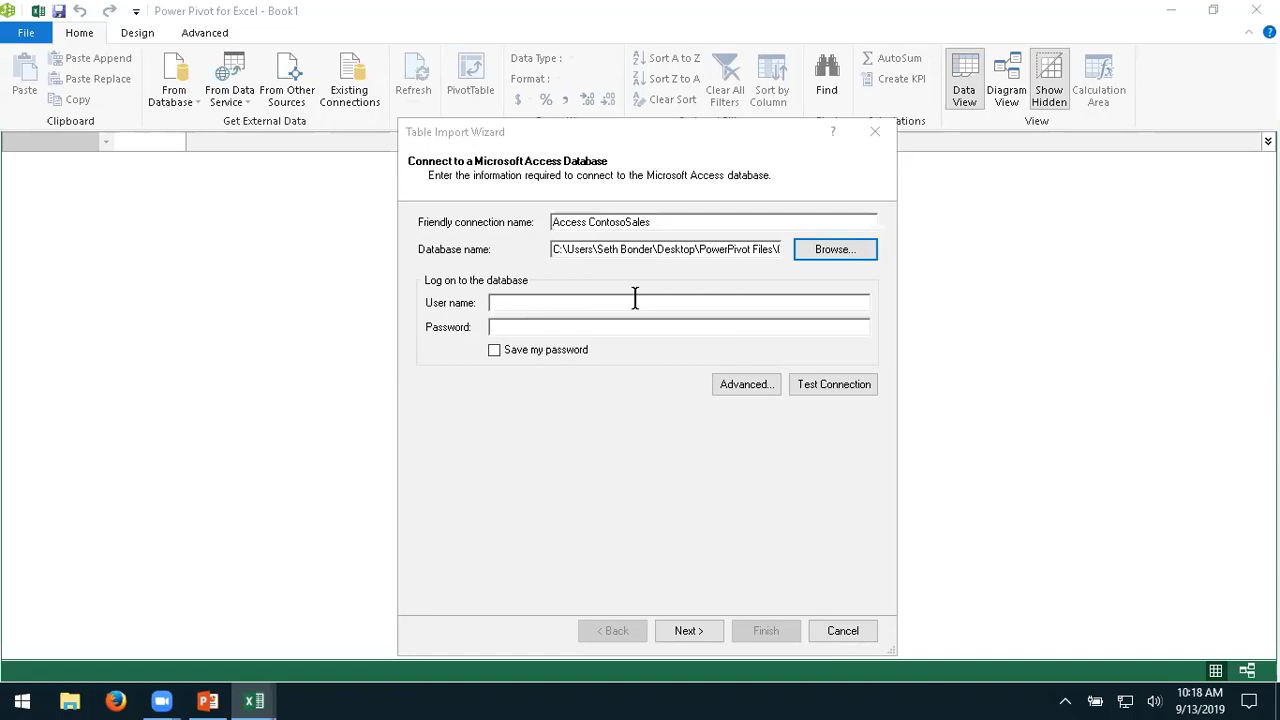 Power Pivot for Excel - Book1
File Home Design Advanced
Paste
Paste Append
Paste Replace
Copy
Clipboard
From Database
From Data Service
From Other Sources
Existing Connections
Get External Data
Refresh
PivotTable
Data Type :
Format :
$ % ,
Sort A to Z
Sort Z to A
Clear Sort
Clear All Filters
Sort by Column
Find
AutoSum
Create KPI
Data View
Diagram View
Show Hidden
Calculation Area
View
Table Import Wizard
?
Connect to a Microsoft Access Database
Enter the information required to connect to the Microsoft Access database.
Friendly connection name: Access ContosoSales
Database name: C:\Users\Seth Bonder\Desktop\PowerPivot Files\ Browse...
Log on to the database
User name:
Password:
Save my password
Advanced... Test Connection
< Back Next > Finish Cancel
10:18 AM
9/13/2019